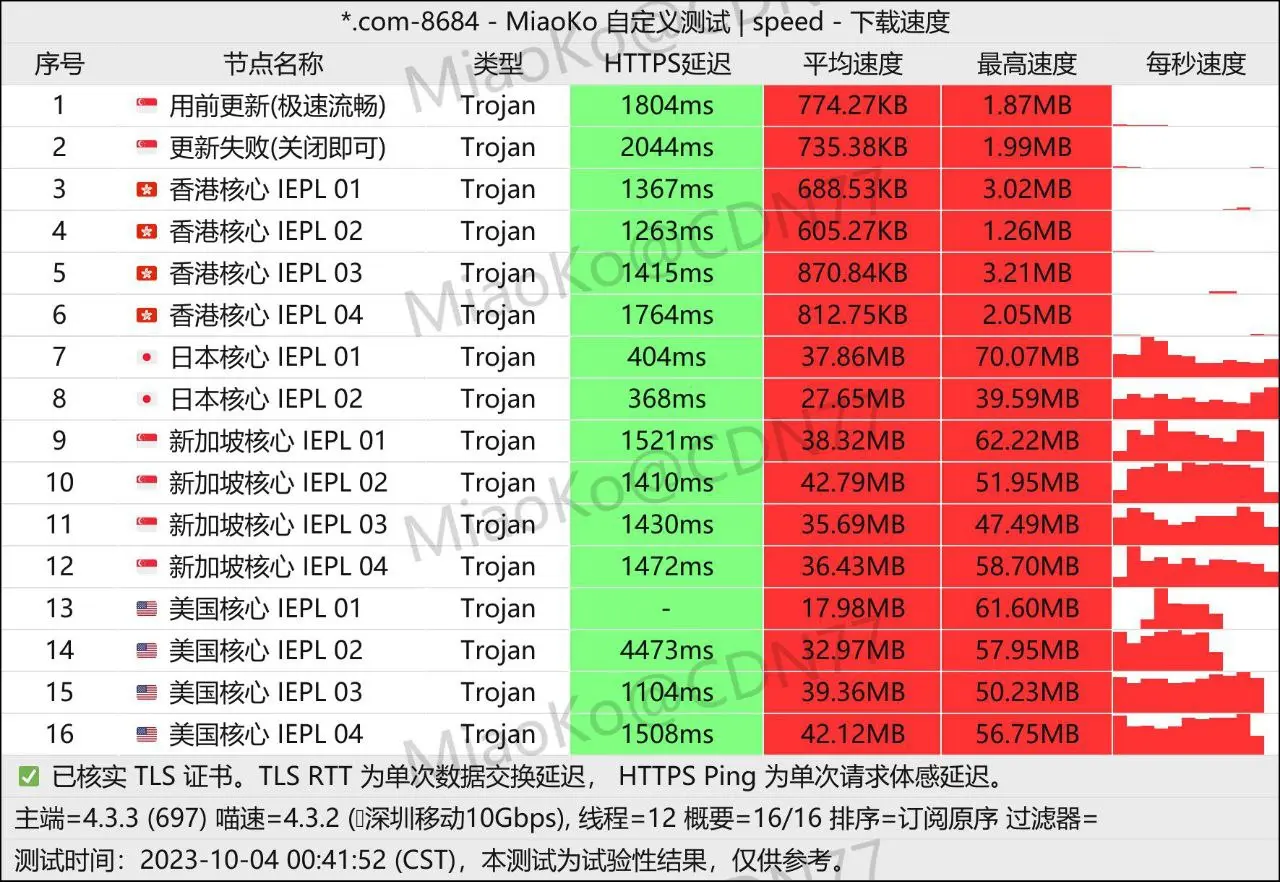 *.com-8684 - MiaoKo 自定义测试 | speed - 下载速度
序号 节点名称 类型 HTTPS延迟 平均速度 最高速度 每秒速度
1 用前更新(极速流畅) Trojan 1804ms 774.27KB 1.87MB
2 更新失败(关闭即可) Trojan 2044ms 735.38KB 1.99MB
3 香港核心 IEPL 01 Trojan 1367ms 688.53KB 3.02MB
4 香港核心 IEPL 02 Trojan 1263ms 605.27KB 1.26MB
5 香港核心 IEPL 03 Trojan 1415ms 870.84KB 3.21MB
6 香港核心 IEPL 04 Trojan 1764ms 812.75KB 2.05MB
7 日本核心 IEPL 01 Trojan 404ms 37.86MB 70.07MB
8 日本核心 IEPL 02 Trojan 368ms 27.65MB 39.59MB
9 新加坡核心 IEPL 01 Trojan 1521ms 38.32MB 62.22MB
10 新加坡核心 IEPL 02 Trojan 1410ms 42.79MB 51.95MB
11 新加坡核心 IEPL 03 Trojan 1430ms 35.69MB 47.49MB
12 新加坡核心 IEPL 04 Trojan 1472ms 36.43MB 58.70MB
13 美国核心 IEPL 01 Trojan - 17.98MB 61.60MB
14 美国核心 IEPL 02 Trojan 4473ms 32.97MB 57.95MB
15 美国核心 IEPL 03 Trojan 1104ms 39.36MB 50.23MB
16 美国核心 IEPL 04 Trojan 1508ms 42.12MB 56.75MB
已核实 TLS 证书。TLS RTT 为单次数据交换延迟， HTTPS Ping 为单次请求体感延迟。
主端=4.3.3 (697) 喵速=4.3.2 (深圳移动10Gbps), 线程=12 概要=16/16 排序=订阅原序 过滤器=
测试时间：2023-10-04 00:41:52 (CST)，本测试为试验性结果，仅供参考。
MiaoKo@CDN77
MiaoKo@CDN77
MiaoKo@CDN77
MiaoKo@CDN77